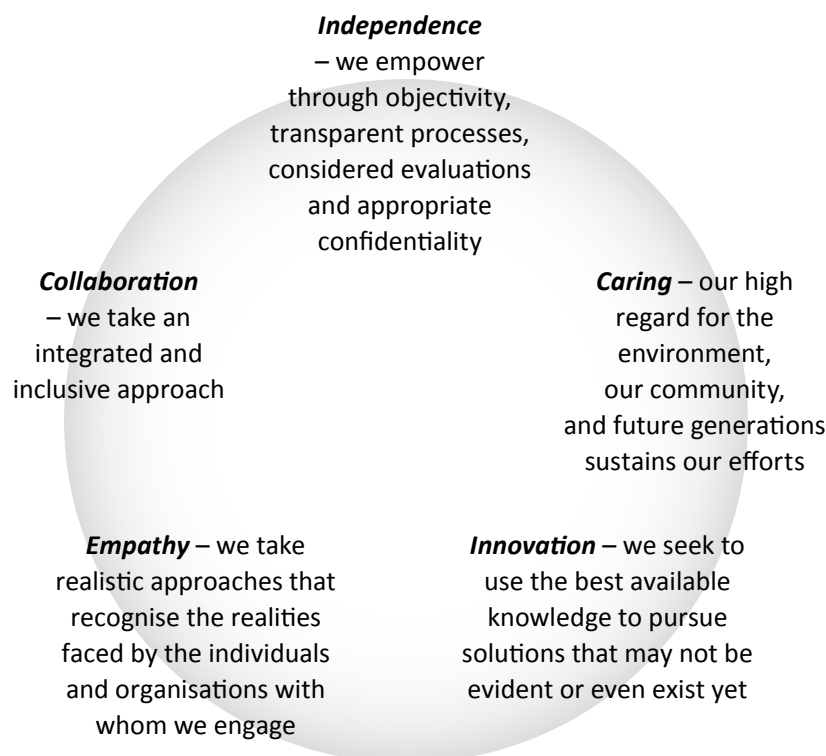 Independence
– we empower
through objectivity,
transparent processes,
considered evaluations
and appropriate
confidentiality
Collaboration
– we take an
integrated and
inclusive approach
Caring – our high
regard for the
environment,
our community,
and future generations
sustains our efforts
Empathy – we take
realistic approaches that
recognise the realities
faced by the individuals
and organisations with
whom we engage
Innovation – we seek to
use the best available
knowledge to pursue
solutions that may not be
evident or even exist yet